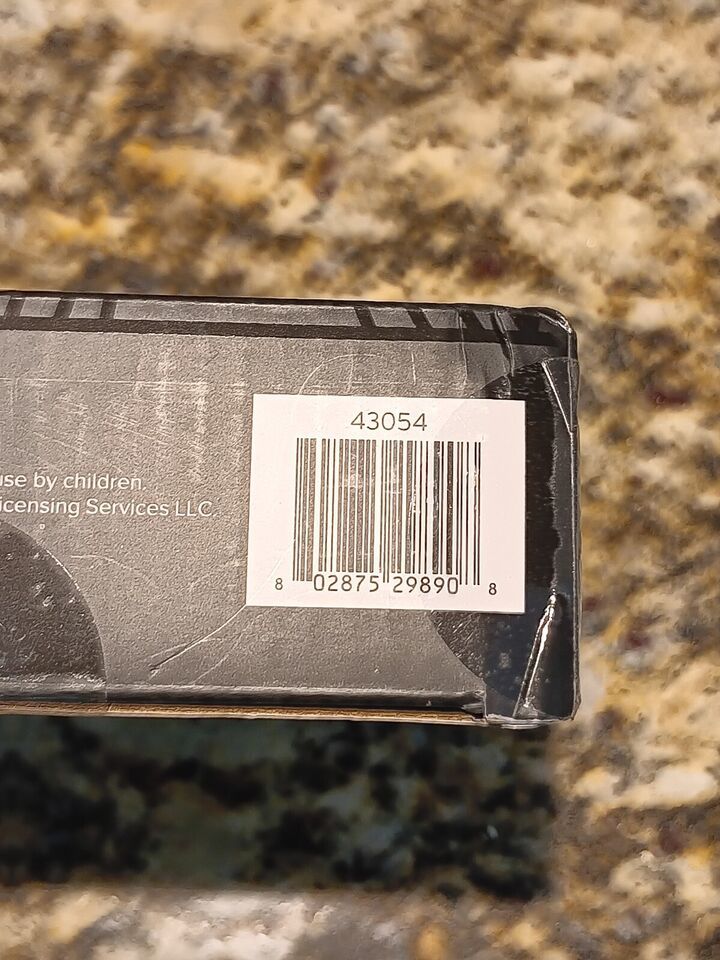 43054
use by children.
icensing Services LLC.
8 02875 29890 8